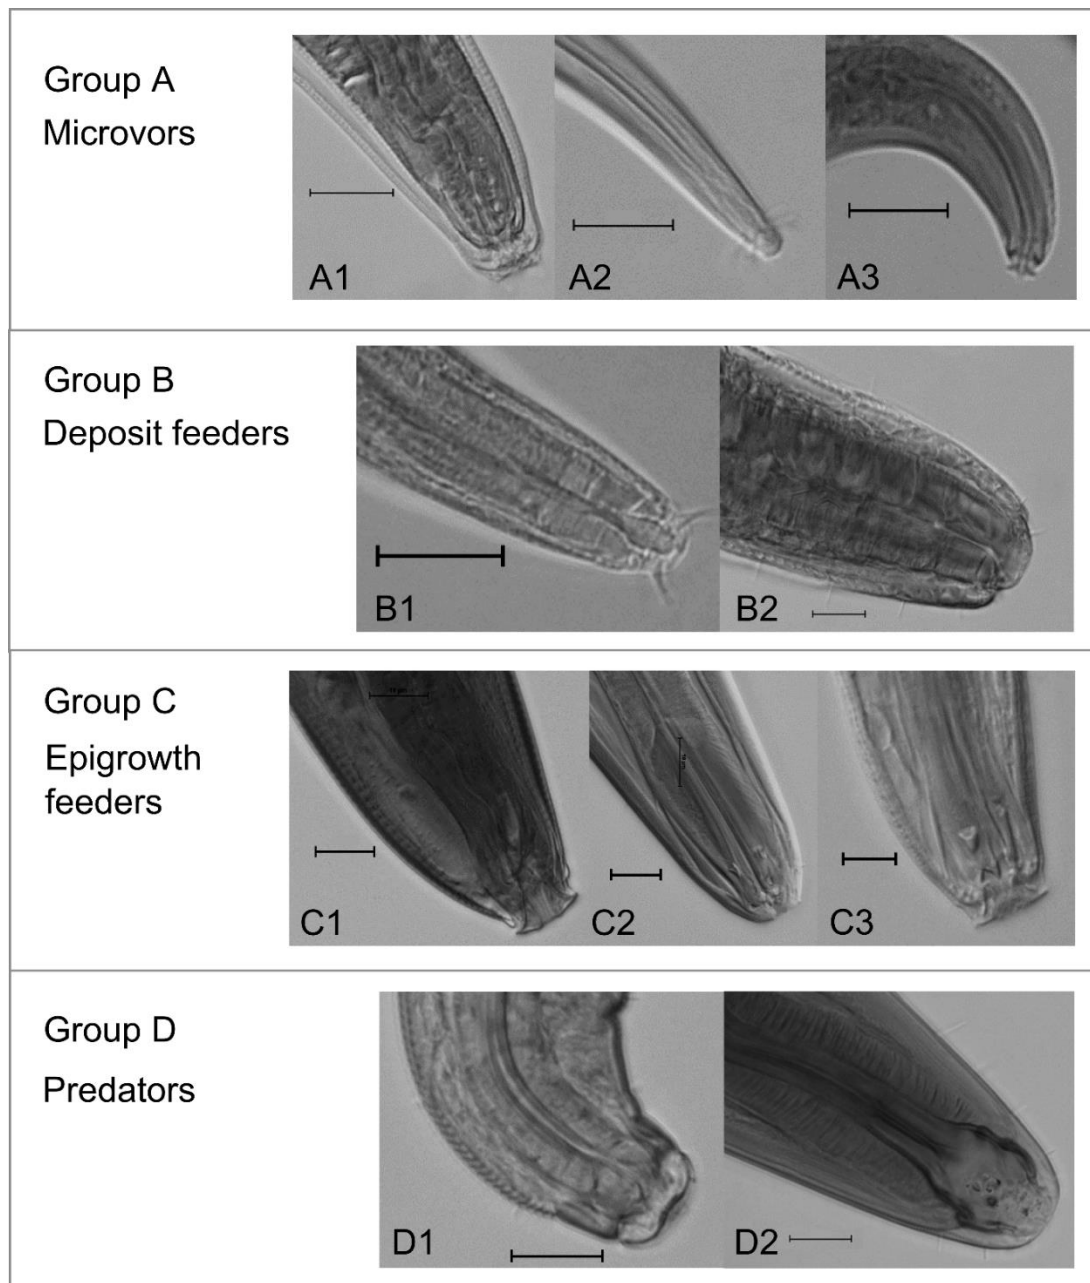 Group A
Microvors
A1
A2
A3
Group B
Deposit feeders
B1
B2
Group C
Epigrowth
feeders
C1
C2
C3
Group D
Predators
D1
D2